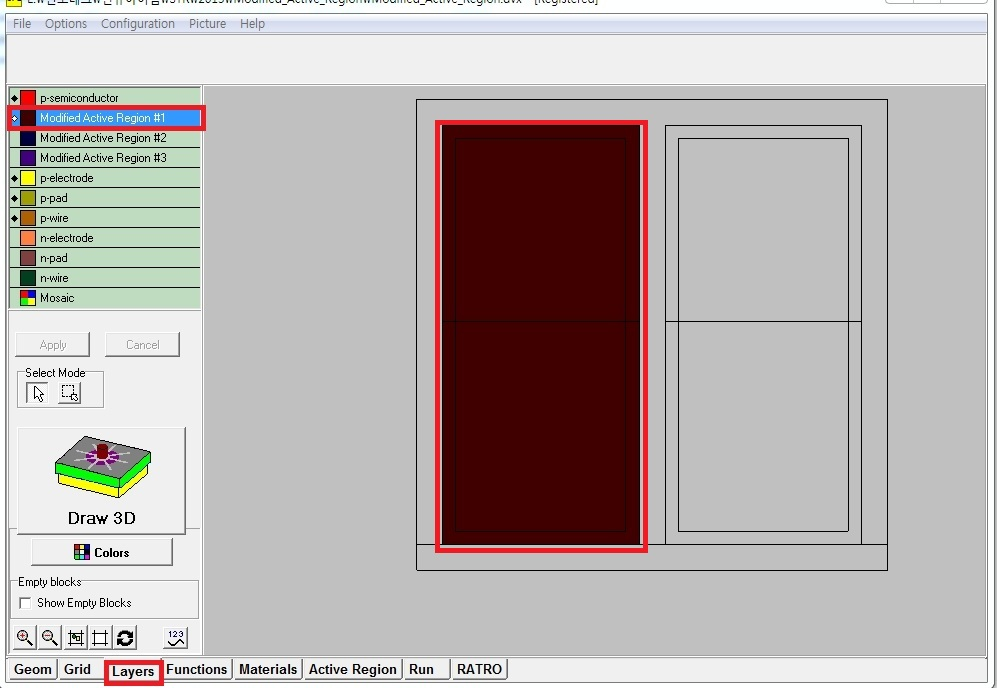 File Options Configuration Picture Help
p-semiconductor
Modified Active Region #1
Modified Active Region #2
Modified Active Region #3
p-electrode
p-pad
p-wire
n-electrode
n-pad
n-wire
Mosaic
Apply Cancel
Select Mode
Draw 3D
Colors
Empty blocks
Show Empty Blocks
123
Geom Grid Layers Functions Materials Active Region Run RATRO